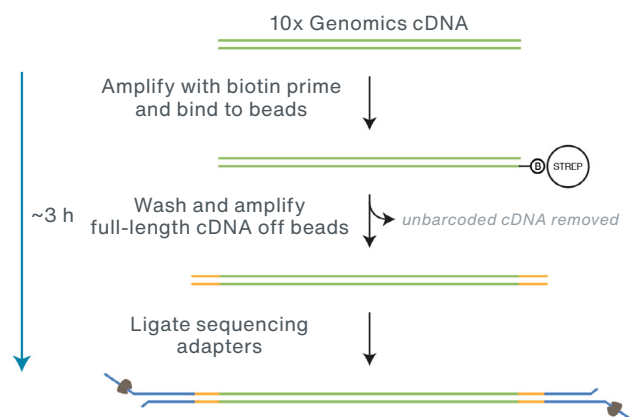 10x Genomics cDNA
Amplify with biotin prime
and bind to beads
B
STREP
~3 h
Wash and amplify
full-length cDNA off beads
unbarcoded cDNA removed
Ligate sequencing
adapters